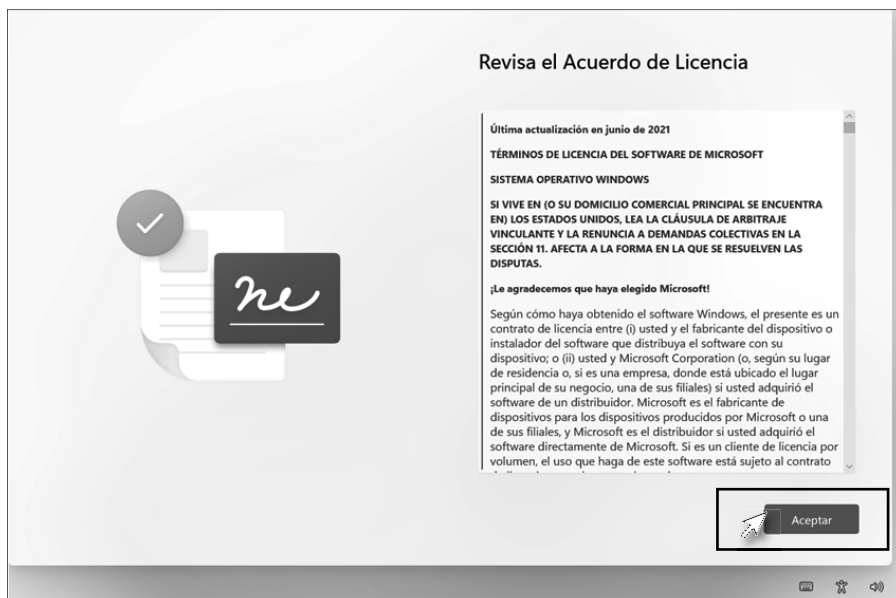 Revisa el Acuerdo de Licencia
Última actualización en junio de 2021
TÉRMINOS DE LICENCIA DEL SOFTWARE DE MICROSOFT
SISTEMA OPERATIVO WINDOWS
SI VIVE EN (O SU DOMICILIO COMERCIAL PRINCIPAL SE ENCUENTRA
EN) LOS ESTADOS UNIDOS, LEA LA CLÁUSULA DE ARBITRAJE
VINCULANTE Y LA RENUNCIA A DEMANDAS COLECTIVAS EN LA
SECCIÓN 11. AFECTA A LA FORMA EN LA QUE SE RESUELVEN LAS
DISPUTAS.
¡Le agradecemos que haya elegido Microsoft!
Según cómo haya obtenido el software Windows, el presente es un
contrato de licencia entre (i) usted y el fabricante del dispositivo o
instalador del software que distribuya el software con su
dispositivo; o (ii) usted y Microsoft Corporation (o, según su lugar
de residencia o, si es una empresa, donde está ubicado el lugar
principal de su negocio, una de sus filiales) si usted adquirió el
software de un distribuidor. Microsoft es el fabricante de
dispositivos para los dispositivos producidos por Microsoft o una
de sus filiales, y Microsoft es el distribuidor si usted adquirió el
software directamente de Microsoft. Si es un cliente de licencia por
volumen, el uso que haga de este software está sujeto al contrato
Aceptar